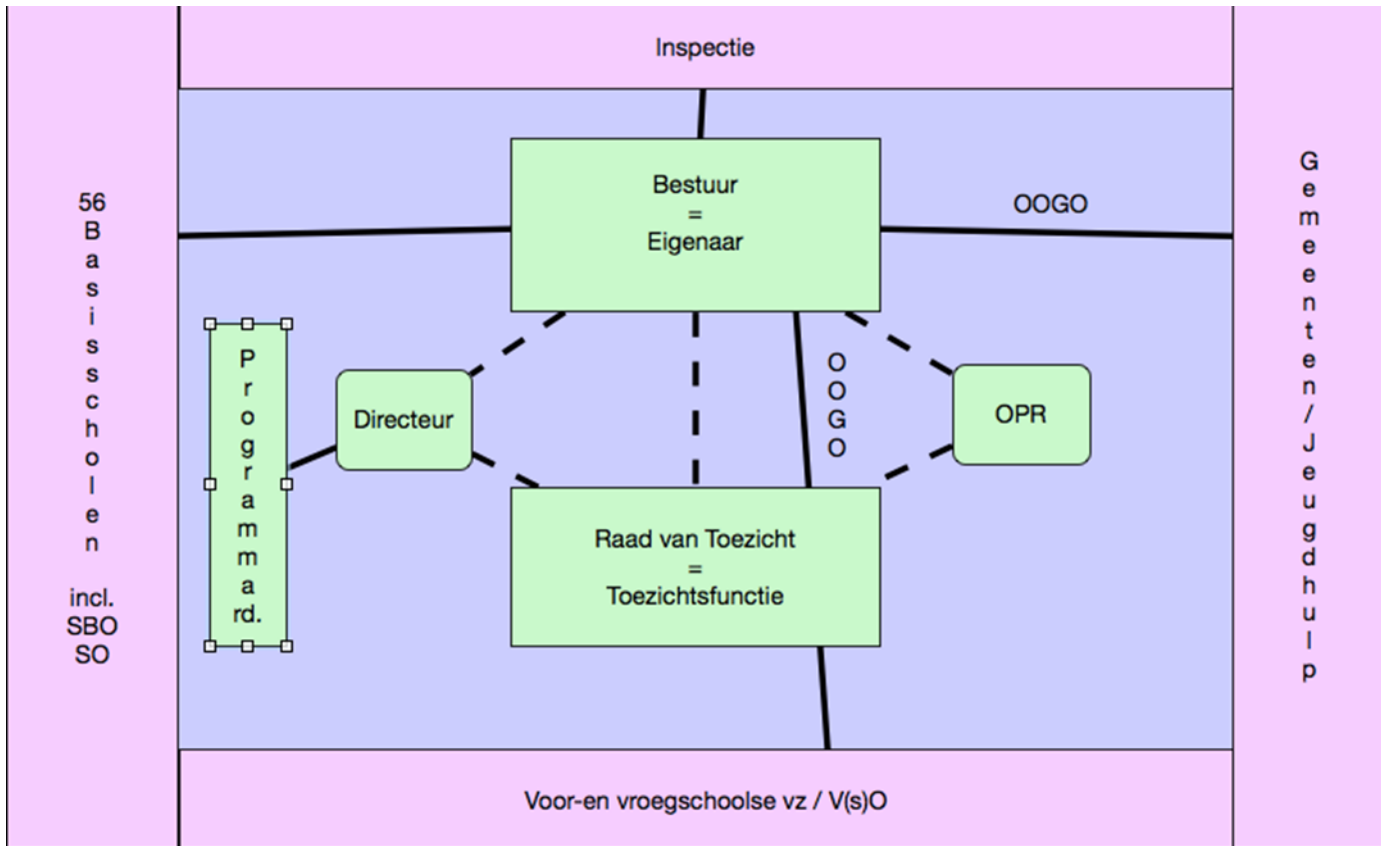 Inspectie
56
B
a
s
i
s
s
c
h
o
l
e
n
incl.
SBO
SO
Bestuur
=
Eigenaar
OOGO
G
e
m
e
e
n
t
e
n
/
J
e
u
g
d
h
u
l
p
P
r
o
g
r
a
m
m
a
rd.
Directeur
O
O
G
O
OPR
Raad van Toezicht
=
Toezichtsfunctie
Voor-en vroegschoolse vz / V(s)O